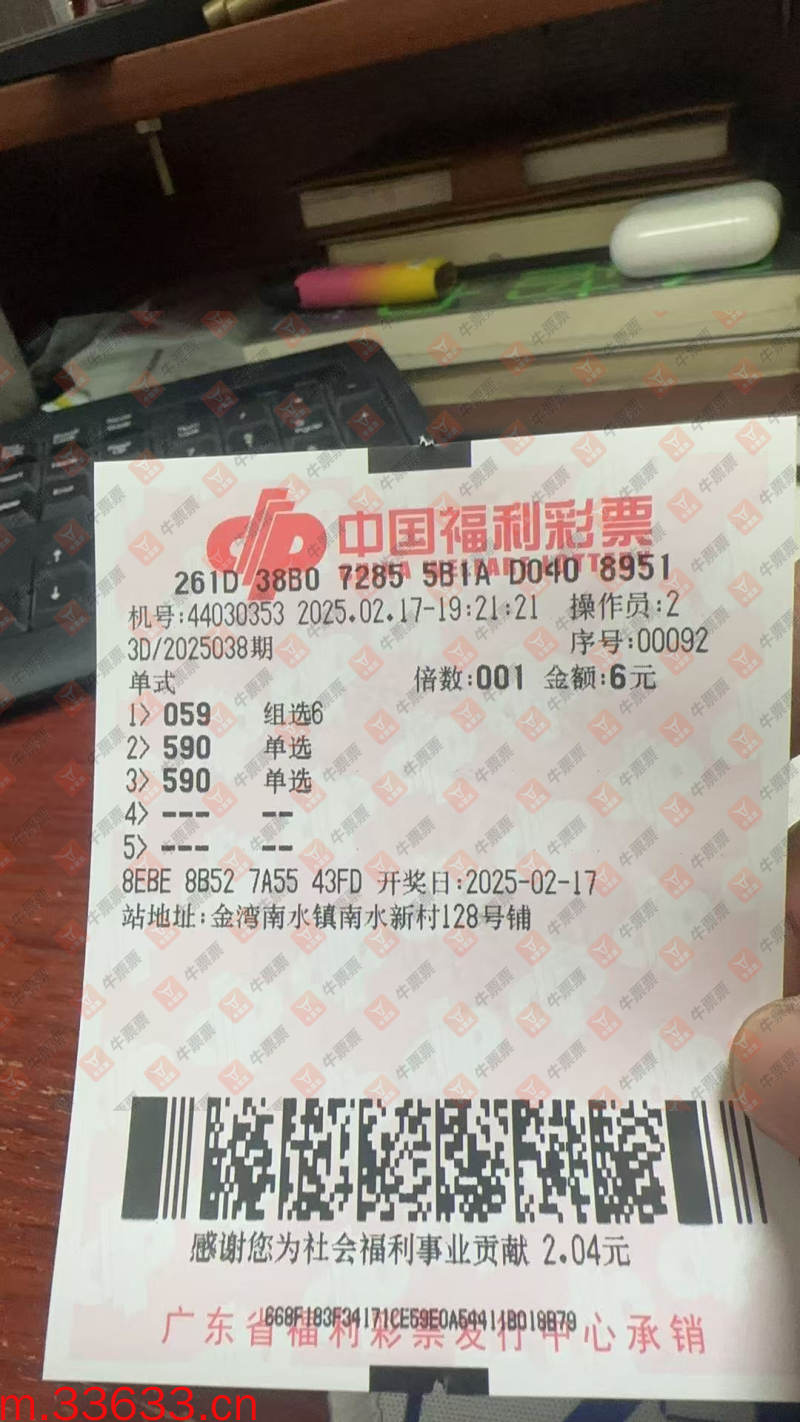 中国福利彩票
261D 38B0 7285 5B1A D040 8951
机号:44030353 2025.02.17-19:21:21 操作员:2
3D/2025038期 序号:00092
单式 倍数:001 金额:6元
1> 059 组选6
2> 590 单选
3> 590 单选
4> --- --
5> --- --
8EBE 8B52 7A55 43FD 开奖日:2025-02-17
站地址:金湾南水镇南水新村128号铺
感谢您为社会福利事业贡献 2.04元
668F183F34171CE59E0A54411B018B79
广东省福利彩票发行中心承销
m.33633.cn
牛票票